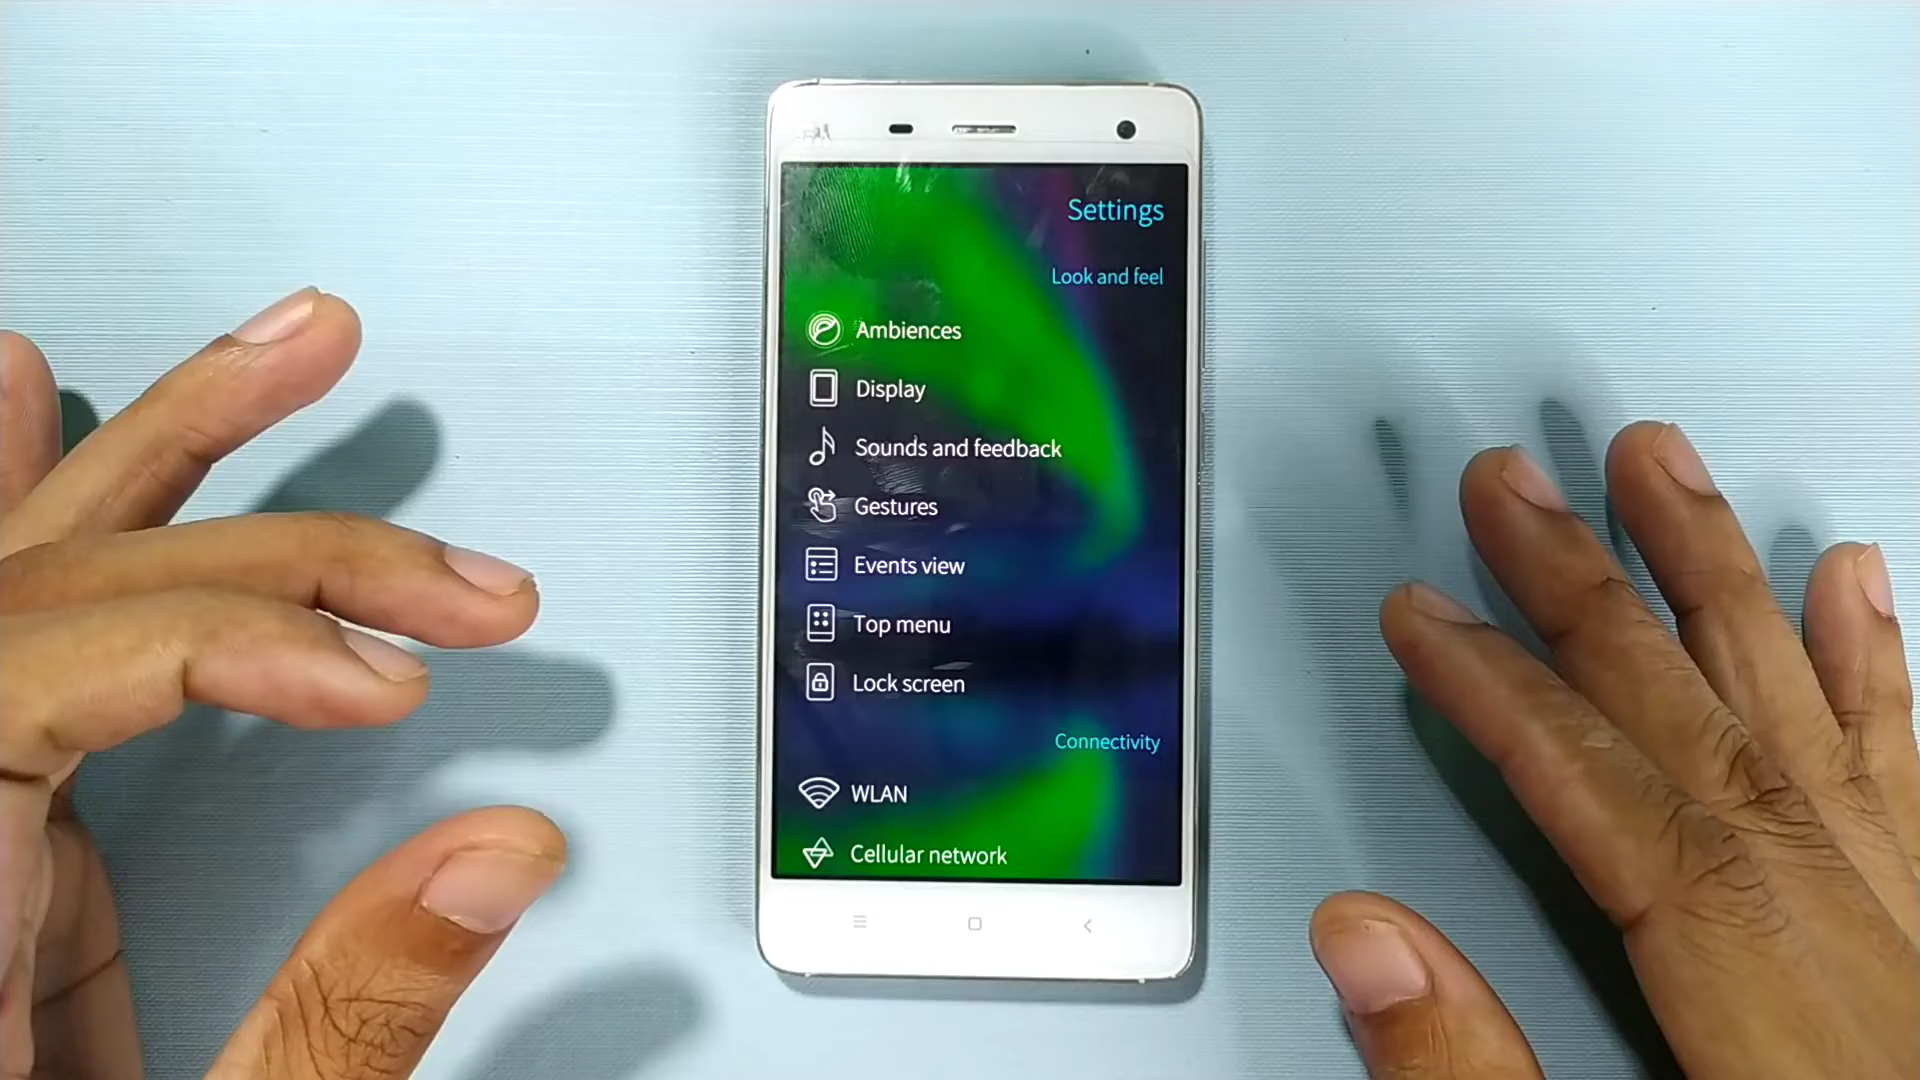 Settings
Look and feel
Ambiences
Display
Sounds and feedback
Gestures
Events view
Top menu
Lock screen
Connectivity
WLAN
Cellular network